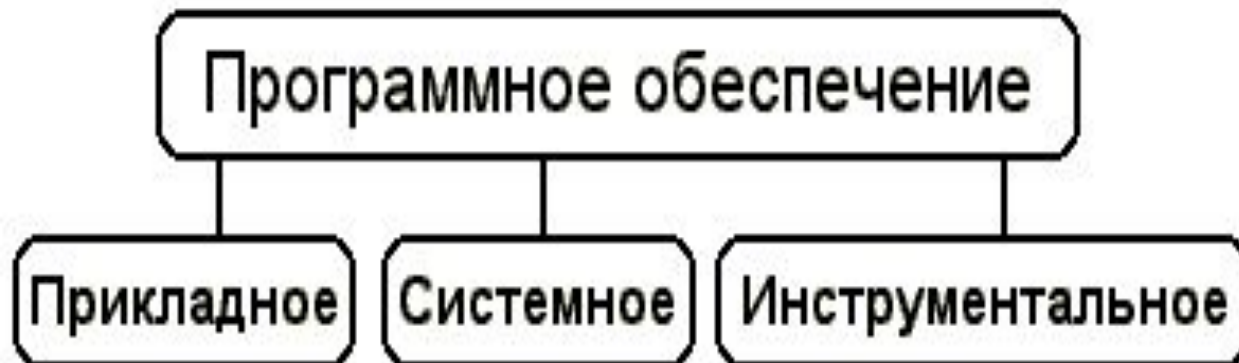 Программное обеспечение
Прикладное
Системное
Инструментальное